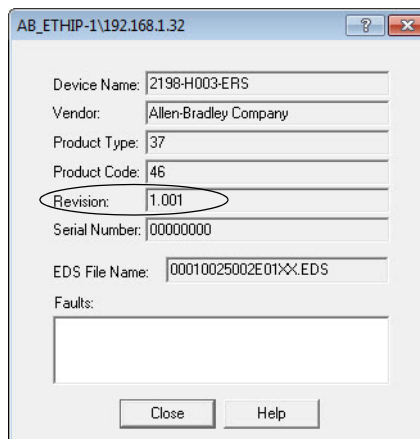 AB_ETHIP-1\192.168.1.32
Device Name: 2198-H003-ERS
Vendor: Allen-Bradley Company
Product Type: 37
Product Code: 46
Revision: 1.001
Serial Number: 00000000
EDS File Name: 00010025002E01XX.EDS
Faults:
Close Help